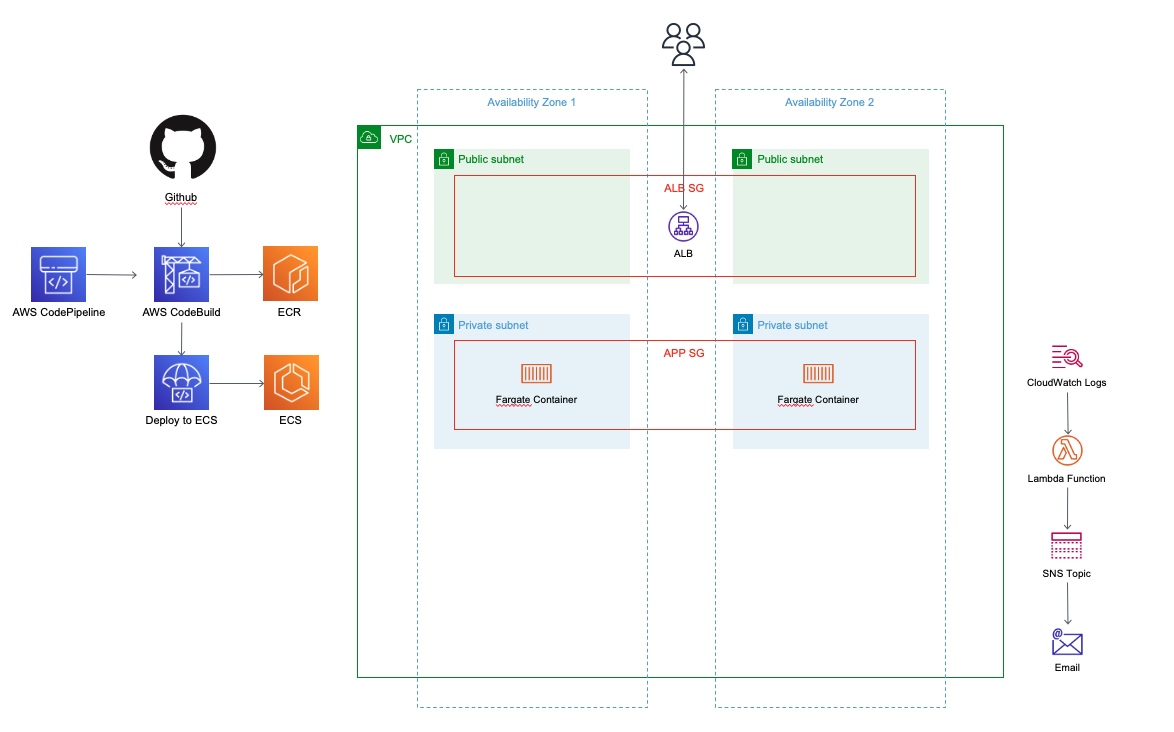 Availability Zone 1
Availability Zone 2
VPC
Public subnet
Public subnet
ALB SG
ALB
Github
AWS CodePipeline
AWS CodeBuild
ECR
Private subnet
Private subnet
APP SG
Fargate Container
Fargate Container
Deploy to ECS
ECS
CloudWatch Logs
Lambda Function
SNS Topic
@
Email